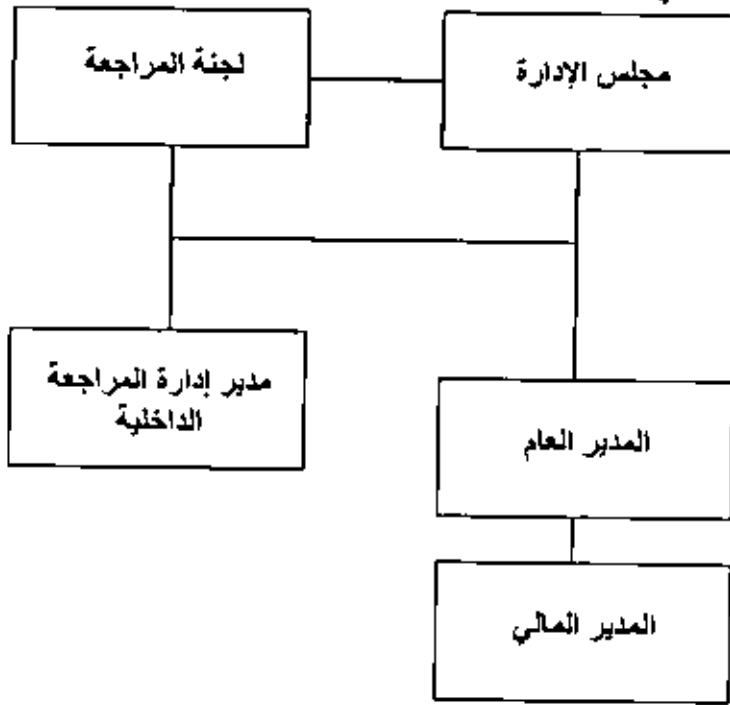 مجلس الإدارة
لجنة المراجعة
مدير إدارة المراجعة
الداخلية
المدير العام
المدير المالي